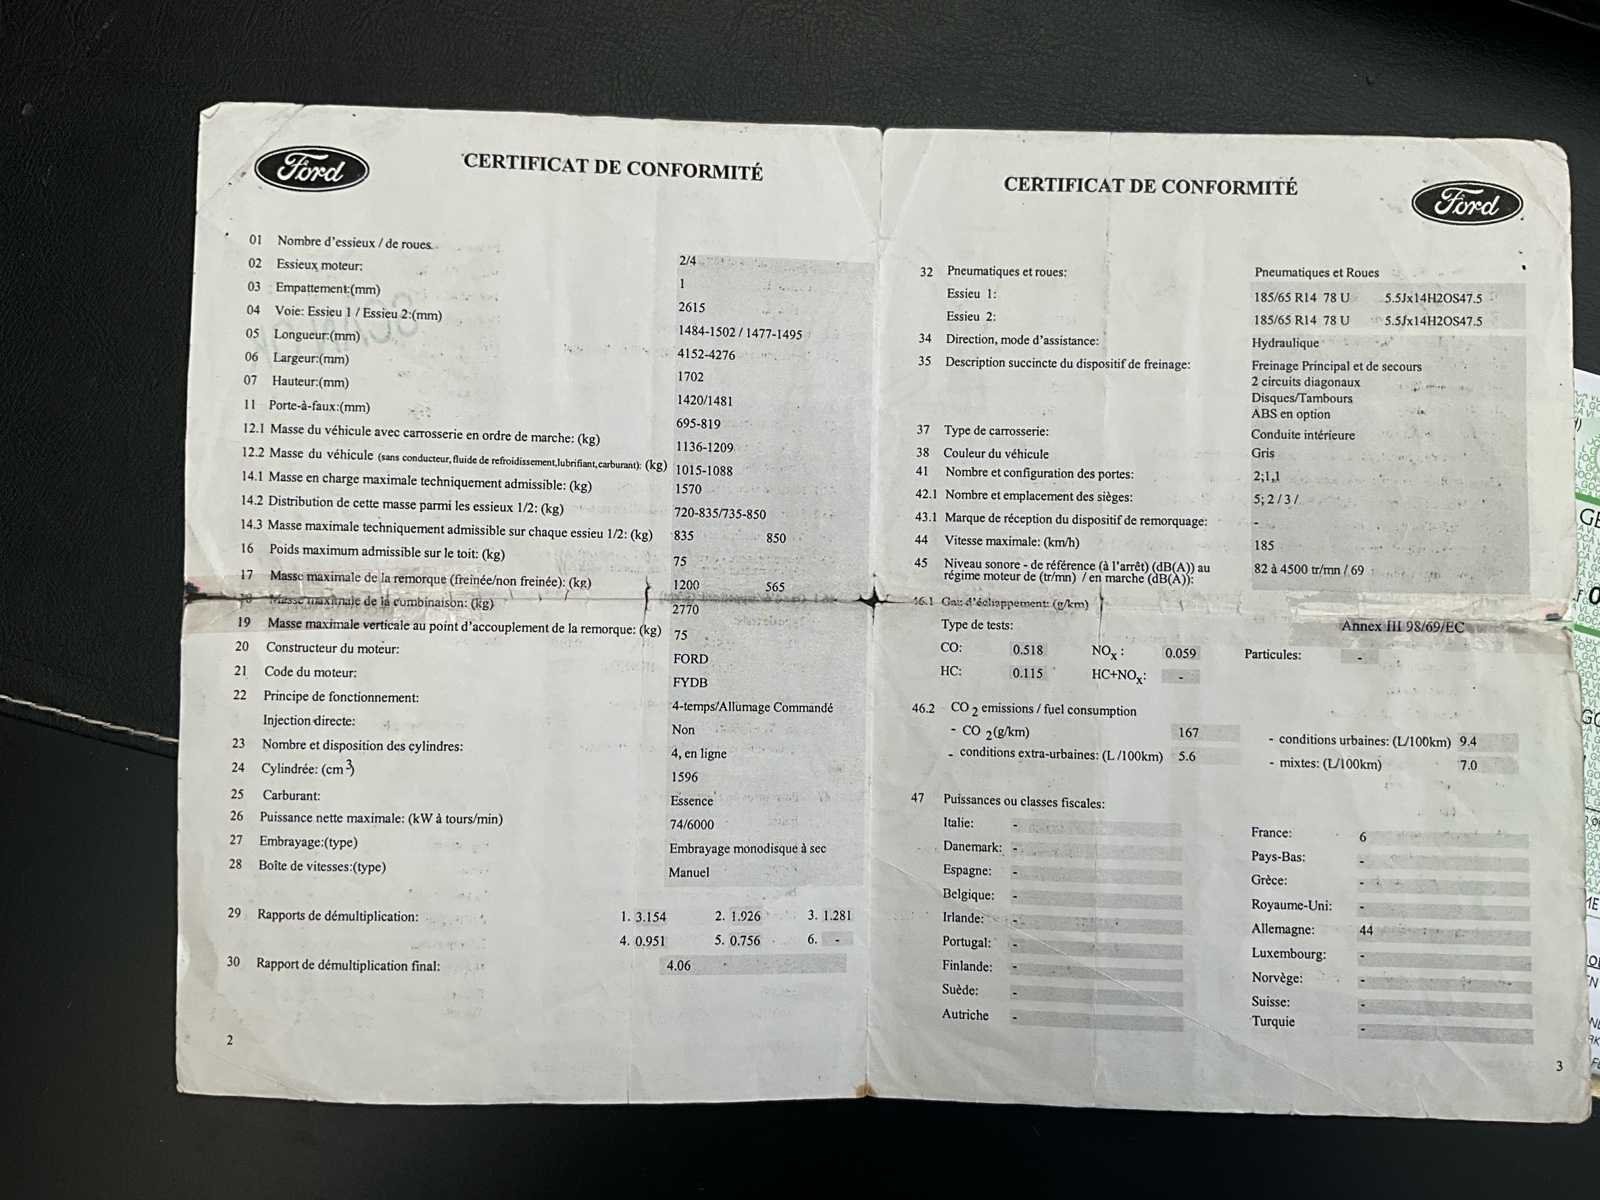 Ford
CERTIFICAT DE CONFORMITÉ
01 Nombre d'essieux / de roues 2/4
02 Essieux moteur: 1
03 Empattement:(mm) 2615
04 Voie: Essieu 1 / Essieu 2:(mm) 1484-1502 / 1477-1495
05 Longueur:(mm) 4152-4276
06 Largeur:(mm) 1702
07 Hauteur:(mm) 1420/1481
11 Porte-à-faux:(mm) 695-819
12.1 Masse du véhicule avec carrosserie en ordre de marche: (kg) 1136-1209
12.2 Masse du véhicule (sans conducteur,fluide de refroidissement,lubrifiant,carburant): (kg) 1015-1088
14.1 Masse en charge maximale techniquement admissible: (kg) 1570
14.2 Distribution de cette masse parmi les essieux 1/2: (kg) 720-835/735-850
14.3 Masse maximale techniquement admissible sur chaque essieu 1/2: (kg) 835 850
16 Poids maximum admissible sur le toit: (kg) 75
17 Masse maximale de la remorque (freinée/non freinée): (kg) 1200 565
18 Masse maximale de la combinaison: (kg) 2770
19 Masse maximale verticale au point d'accouplement de la remorque: (kg) 75
20 Constructeur du moteur: FORD
21 Code du moteur: FYDB
22 Principe de fonctionnement: 4-temps/Allumage Commandé
Injection directe: Non
23 Nombre et disposition des cylindres: 4, en ligne
24 Cylindrée: (cm3) 1596
25 Carburant: Essence
26 Puissance nette maximale: (kW à tours/min) 74/6000
27 Embrayage:(type) Embrayage monodisque à sec
28 Boîte de vitesses:(type) Manuel
29 Rapports de démultiplication: 1. 3.154 2. 1.926 3. 1.281
4. 0.951 5. 0.756 6. -
30 Rapport de démultiplication final: 4.06
2
CERTIFICAT DE CONFORMITÉ
Ford
32 Pneumatiques et roues: Pneumatiques et Roues
Essieu 1: 185/65 R14 78 U 5.5Jx14H2OS47.5
Essieu 2: 185/65 R14 78 U 5.5Jx14H2OS47.5
34 Direction, mode d'assistance: Hydraulique
35 Description succincte du dispositif de freinage: Freinage Principal et de secours
2 circuits diagonaux
Disques/Tambours
ABS en option
37 Type de carrosserie: Conduite intérieure
38 Couleur du véhicule Gris
41 Nombre et configuration des portes: 2;1,1
42.1 Nombre et emplacement des sièges: 5; 2 / 3 /
43.1 Marque de réception du dispositif de remorquage: -
44 Vitesse maximale: (km/h) 185
45 Niveau sonore - de référence (à l'arrêt) (dB(A)) au
régime moteur de (tr/mn) / en marche (dB(A)): 82 à 4500 tr/mn / 69
46.1 Gaz d'échappement: (g/km)
Type de tests: Annex III 98/69/EC
CO: 0.518 NOx : 0.059 Particules: -
HC: 0.115 HC+NOx: -
46.2 CO 2 emissions / fuel consumption
- CO 2(g/km) 167 - conditions urbaines: (L/100km) 9.4
- conditions extra-urbaines: (L /100km) 5.6 - mixtes: (L/100km) 7.0
47 Puissances ou classes fiscales:
Italie: - France: 6
Danemark: - Pays-Bas: -
Espagne: - Grèce: -
Belgique: - Royaume-Uni: -
Irlande: - Allemagne: 44
Portugal: - Luxembourg: -
Finlande: - Norvège: -
Suède: - Suisse: -
Autriche - Turquie -
3